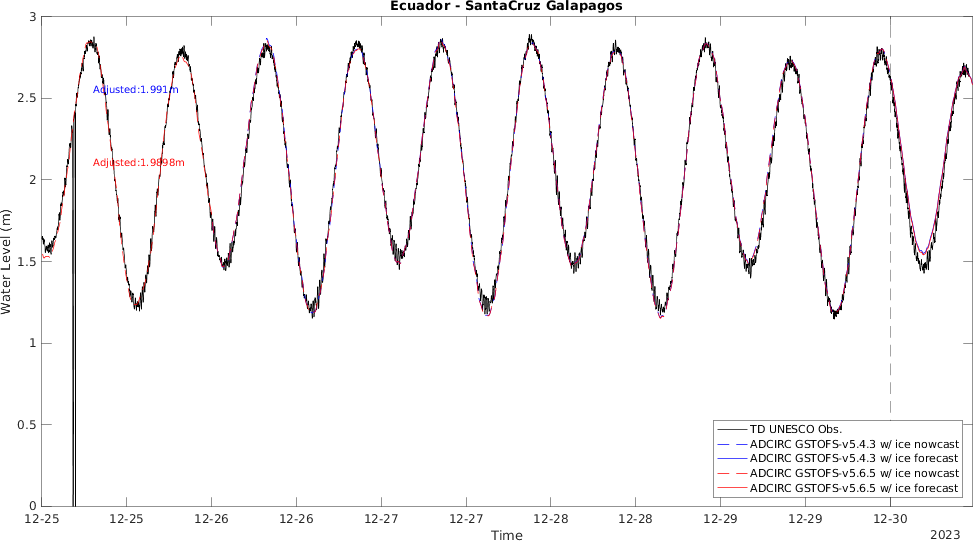 Ecuador - SantaCruz Galapagos
3
2.5
2
1.5
1
0.5
0
Water Level (m)
Adjusted:1.991m
Adjusted:1.9898m
TD UNESCO Obs.
ADCIRC GSTOFS-v5.4.3 w/ ice nowcast
ADCIRC GSTOFS-v5.4.3 w/ ice forecast
ADCIRC GSTOFS-v5.6.5 w/ ice nowcast
ADCIRC GSTOFS-v5.6.5 w/ ice forecast
12-25 12-25 12-26 12-26 12-27 12-27 12-28 12-28 12-29 12-29 12-30
Time
2023